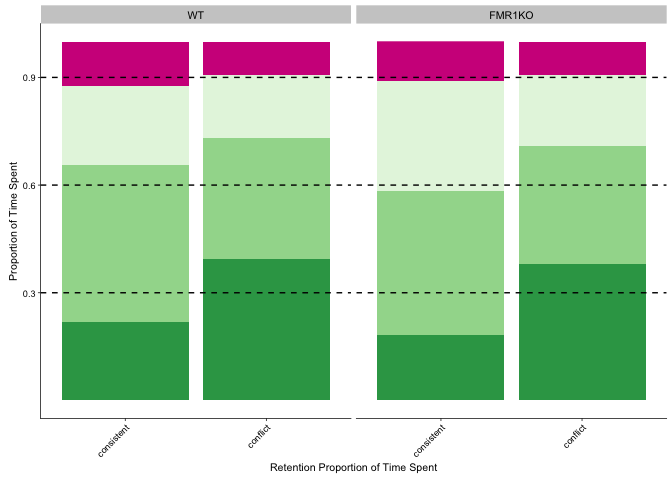 WT
FMR1KO
Proportion of Time Spent
0.9
0.6
0.3
consistent
conflict
consistent
conflict
Retention Proportion of Time Spent